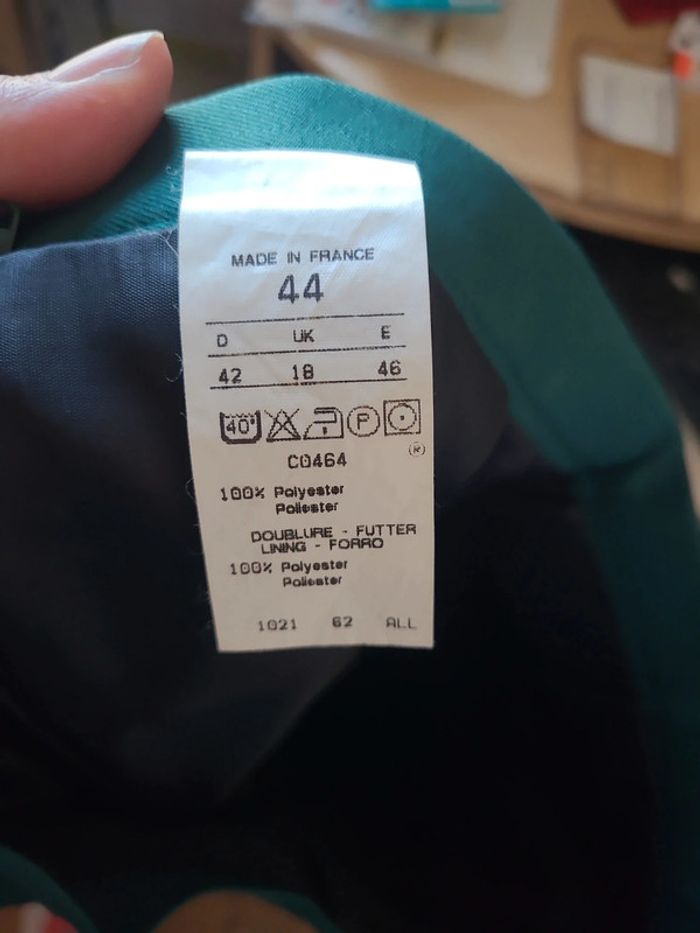 MADE IN FRANCE
44
D UK E
42 18 46
40° P
®
C0464
100% Polyester
Poliester
DOUBLURE - FUTTER
LINING - FORRO
100% Polyester
Poliester
1021 62 ALL